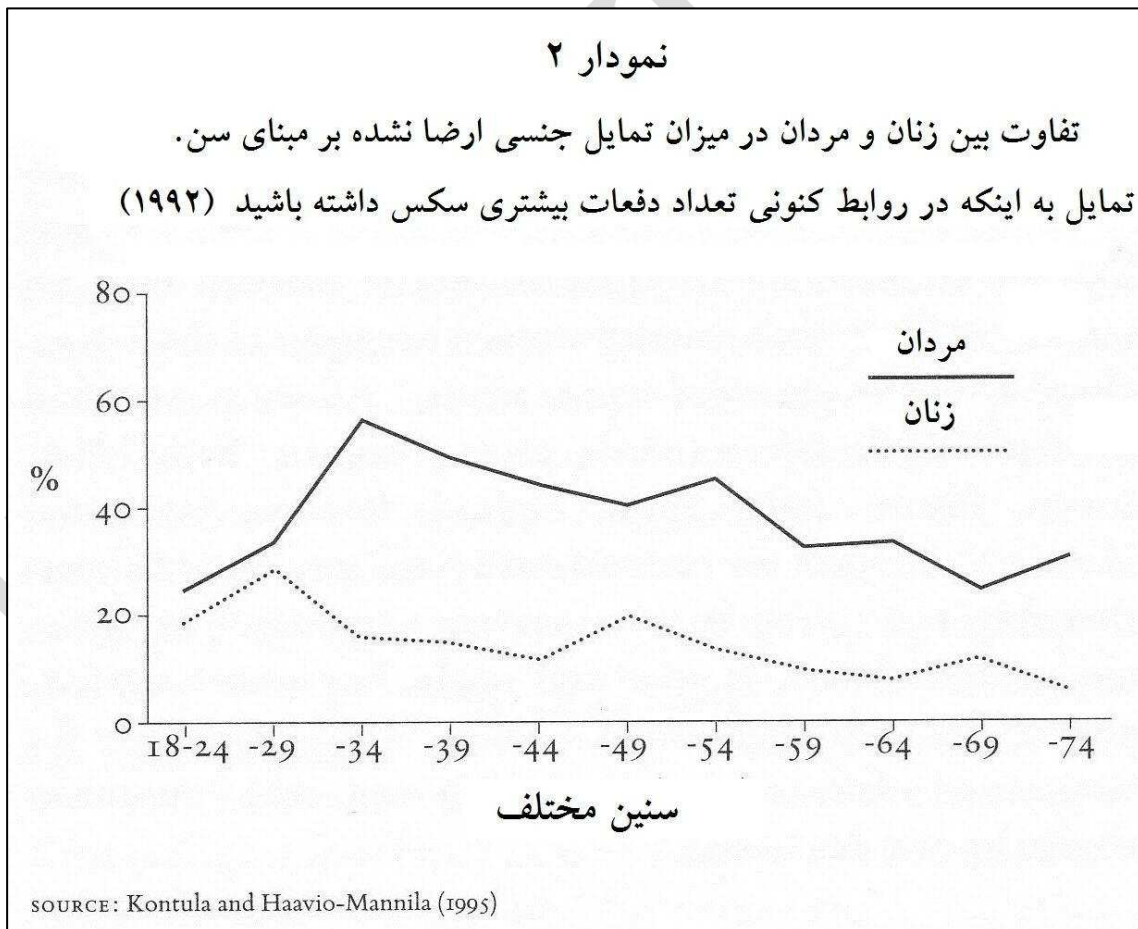 نمودار ۲
تفاوت بین زنان و مردان در میزان تمایل جنسی ارضا نشده بر مبنای سن.
تمایل به اینکه در روابط کنونی تعداد دفعات بیشتری سکس داشته باشید (۱۹۹۲)
80
60
40
20
0
%
مردان
زنان
18-24 -29 -34 -39 -44 -49 -54 -59 -64 -69 -74
سنین مختلف
SOURCE: Kontula and Haavio-Mannila (1995)